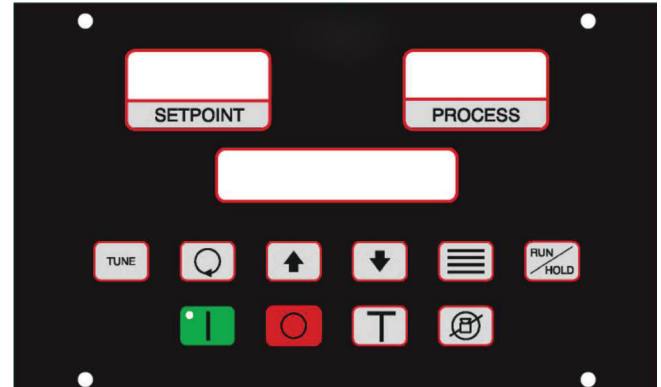 SETPOINT
PROCESS
TUNE
RUN
HOLD
T